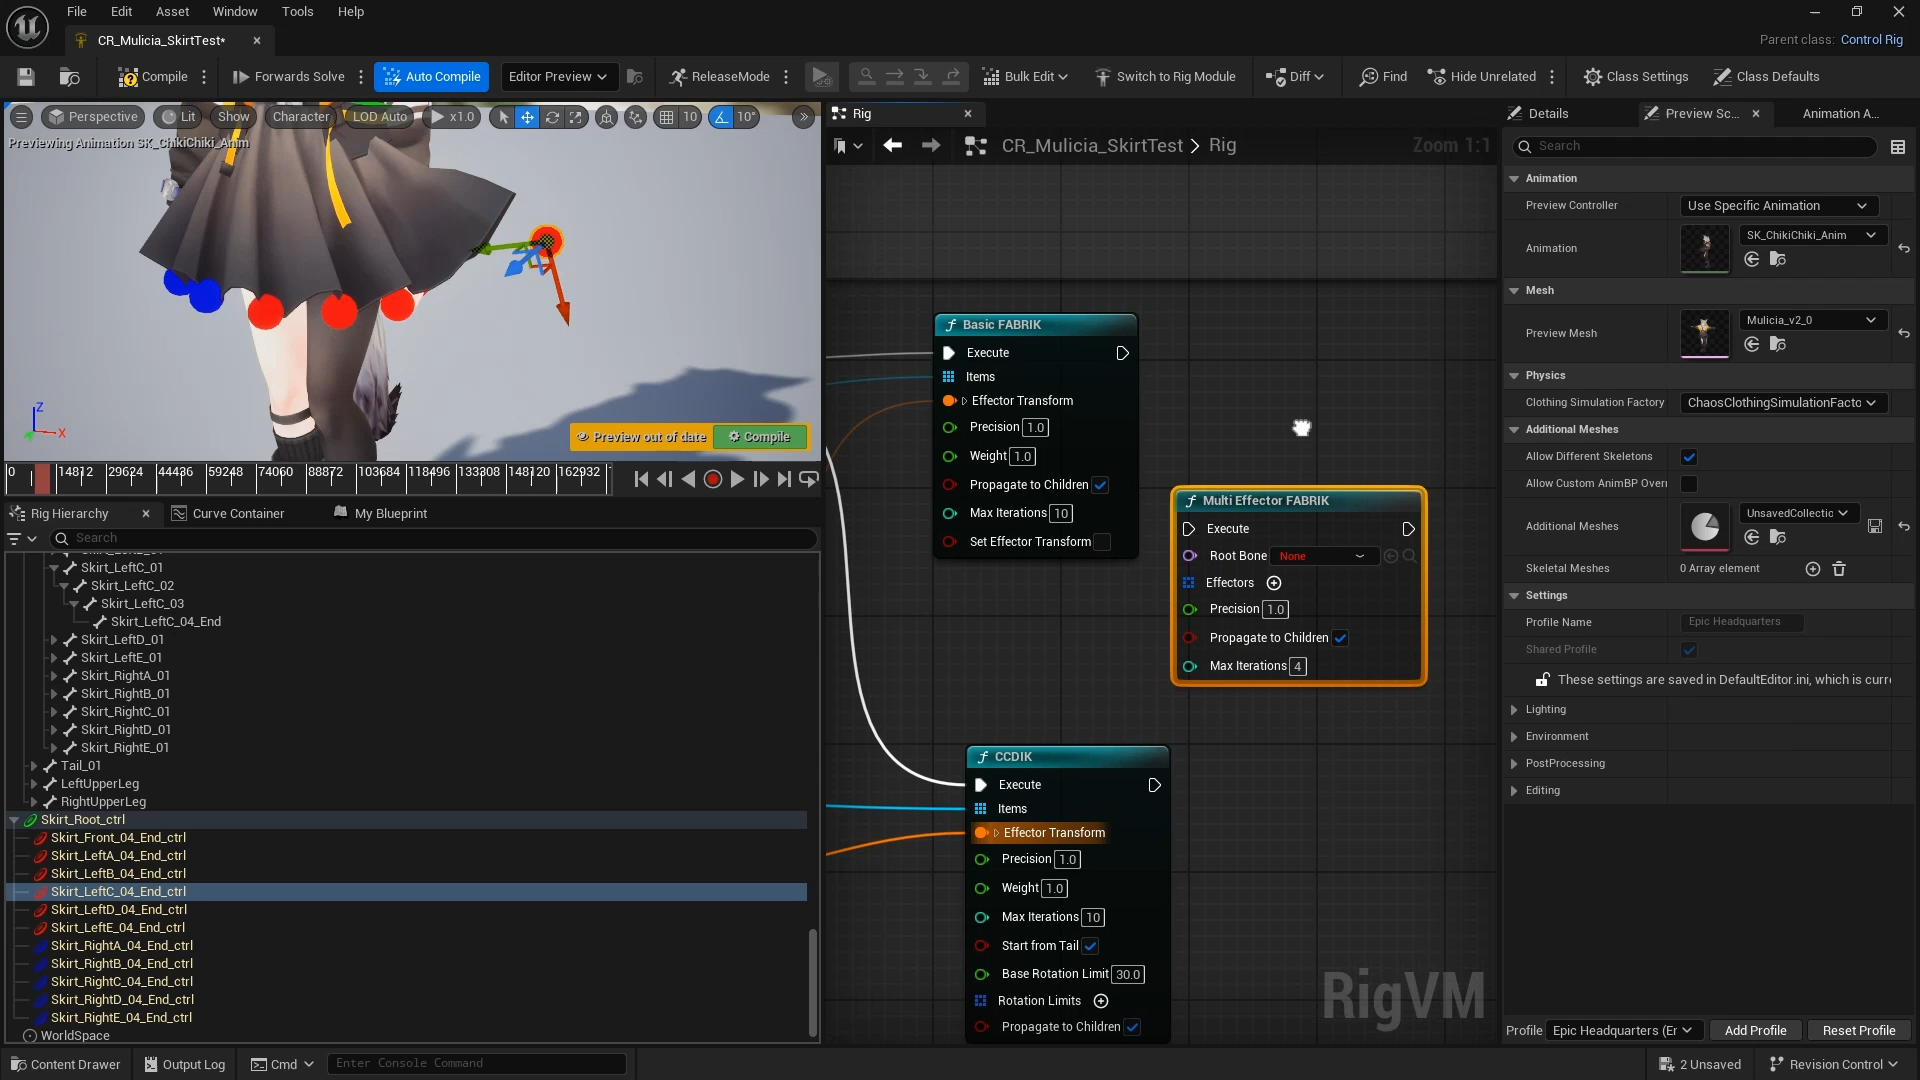 File Edit Asset Window Tools Help
CR_Mulicia_SkirtTest*
Parent class: Control Rig
Compile Forwards Solve Auto Compile Editor Preview ReleaseMode Bulk Edit Switch to Rig Module Diff Find Hide Unrelated Class Settings Class Defaults
Perspective Lit Show Character LOD Auto x1.0 10 10°
Previewing Animation SK_ChikiChiki_Anim
Z
X
Preview out of date Compile
0 14812 29624 44436 59248 74060 88872 103684 118496 133308 148120 162932
Rig Hierarchy Curve Container My Blueprint
Search
Skirt_LeftC_01
Skirt_LeftC_02
Skirt_LeftC_03
Skirt_LeftC_04_End
Skirt_LeftD_01
Skirt_LeftE_01
Skirt_RightA_01
Skirt_RightB_01
Skirt_RightC_01
Skirt_RightD_01
Skirt_RightE_01
Tail_01
LeftUpperLeg
RightUpperLeg
Skirt_Root_ctrl
Skirt_Front_04_End_ctrl
Skirt_LeftA_04_End_ctrl
Skirt_LeftB_04_End_ctrl
Skirt_LeftC_04_End_ctrl
Skirt_LeftD_04_End_ctrl
Skirt_LeftE_04_End_ctrl
Skirt_RightA_04_End_ctrl
Skirt_RightB_04_End_ctrl
Skirt_RightC_04_End_ctrl
Skirt_RightD_04_End_ctrl
Skirt_RightE_04_End_ctrl
WorldSpace
Rig
CR_Mulicia_SkirtTest > Rig
Zoom 1:1
Basic FABRIK
Execute
Items
Effector Transform
Precision 1.0
Weight 1.0
Propagate to Children
Max Iterations 10
Set Effector Transform
Multi Effector FABRIK
Execute
Root Bone None
Effectors
Precision 1.0
Propagate to Children
Max Iterations 4
CCDIK
Execute
Items
Effector Transform
Precision 1.0
Weight 1.0
Max Iterations 10
Start from Tail
Base Rotation Limit 30.0
Rotation Limits
Propagate to Children
RigVM
Details Preview Sc... Animation A...
Search
Animation
Preview Controller Use Specific Animation
Animation SK_ChikiChiki_Anim
Mesh
Preview Mesh Mulicia_v2_0
Physics
Clothing Simulation Factory ChaosClothingSimulationFacto
Additional Meshes
Allow Different Skeletons
Allow Custom AnimBP Overr
Additional Meshes UnsavedCollectio
Skeletal Meshes 0 Array element
Settings
Profile Name Epic Headquarters
Shared Profile
These settings are saved in DefaultEditor.ini, which is curre
Lighting
Environment
PostProcessing
Editing
Profile Epic Headquarters (Er Add Profile Reset Profile
Content Drawer Output Log Cmd Enter Console Command 2 Unsaved Revision Control